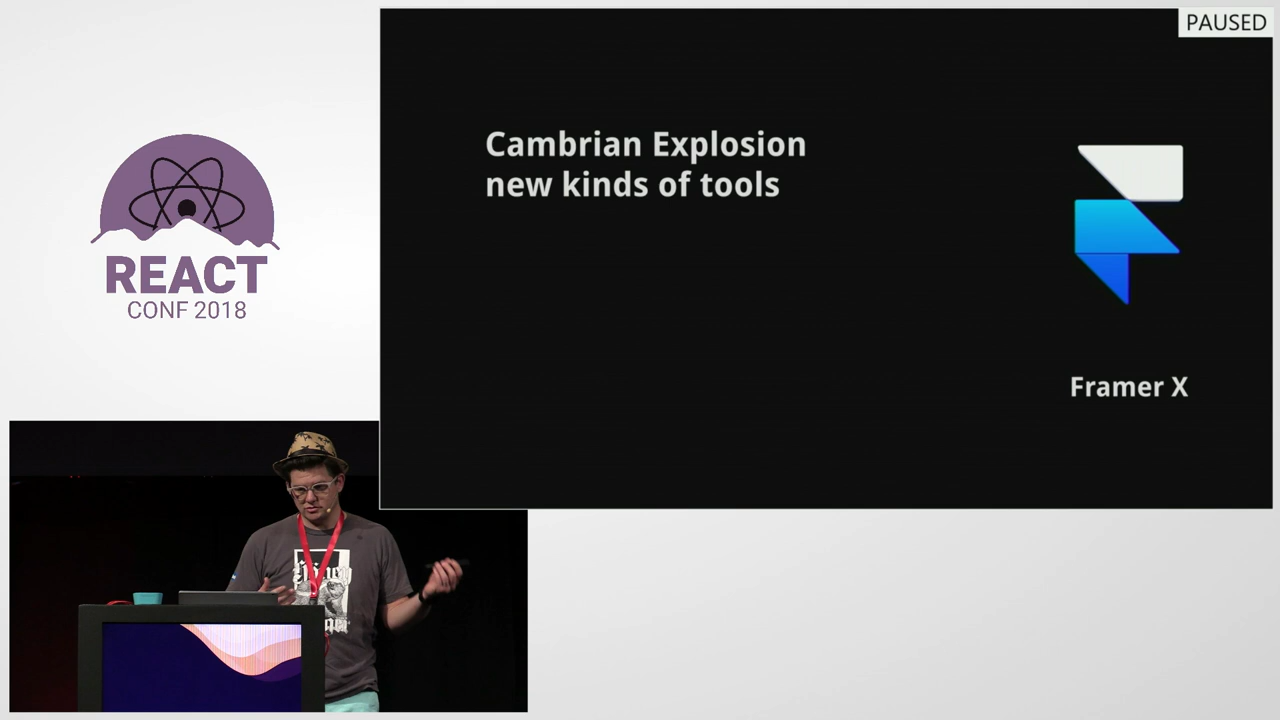 PAUSED
Cambrian Explosion
new kinds of tools
Framer X
REACT
CONF 2018